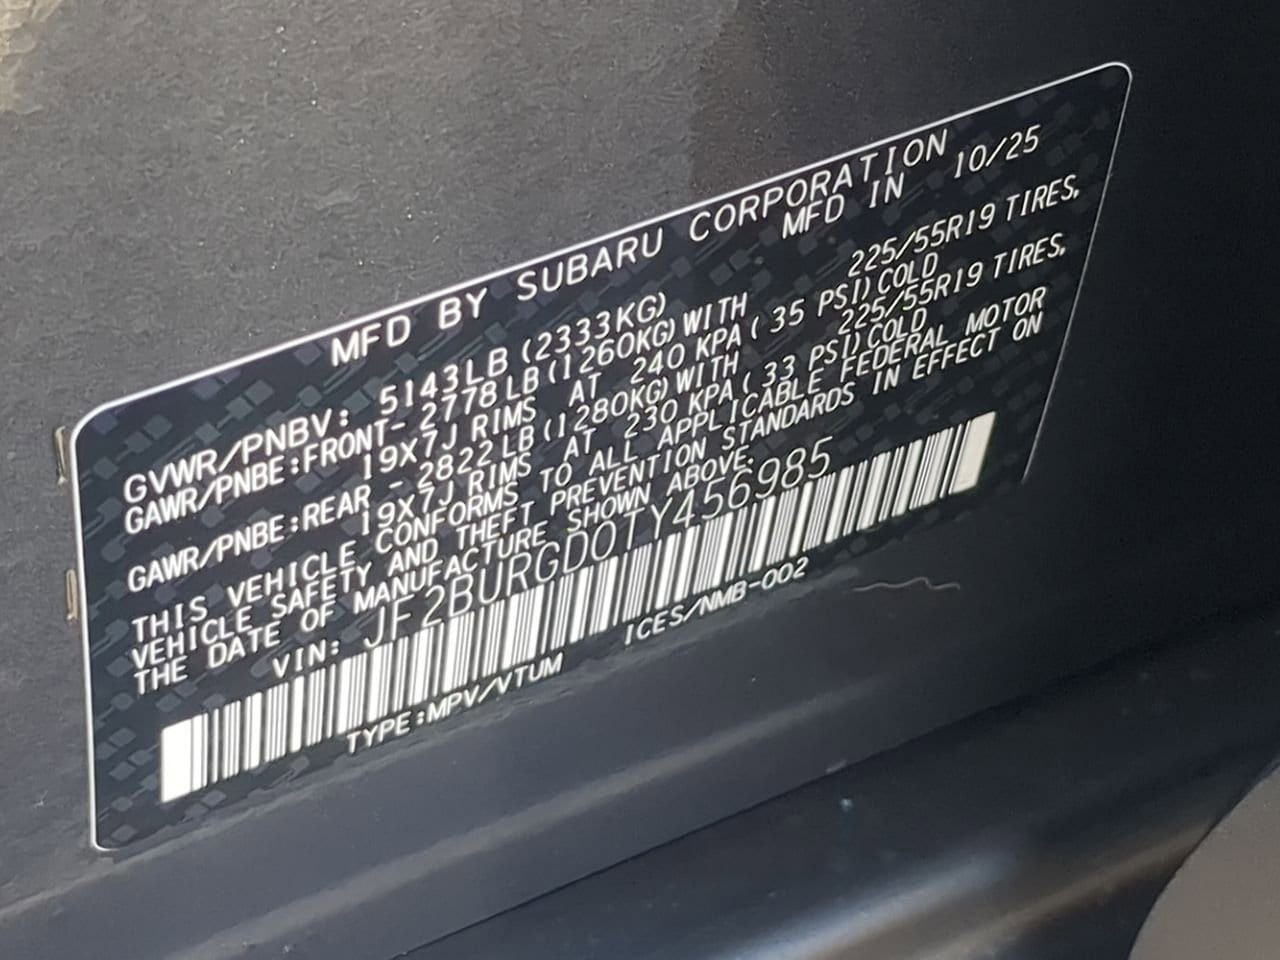 MFD BY SUBARU CORPORATION
MFD IN 10/25
GVWR/PNBV: 5143LB (2333KG)
GAWR/PNBE:FRONT- 2778LB(1260KG)WITH 225/55R19 TIRES,
19X7J RIMS AT 240 KPA( 35 PSI)COLD
GAWR/PNBE:REAR - 2822LB(1280KG)WITH 225/55R19 TIRES,
19X7J RIMS AT 230 KPA( 33 PSI)COLD
THIS VEHICLE CONFORMS TO ALL APPLICABLE FEDERAL MOTOR
VEHICLE SAFETY AND THEFT PREVENTION STANDARDS IN EFFECT ON
THE DATE OF MANUFACTURE SHOWN ABOVE.
VIN: JF2BURGD0TY456985
TYPE:MPV/VTUM ICES/NMB-002